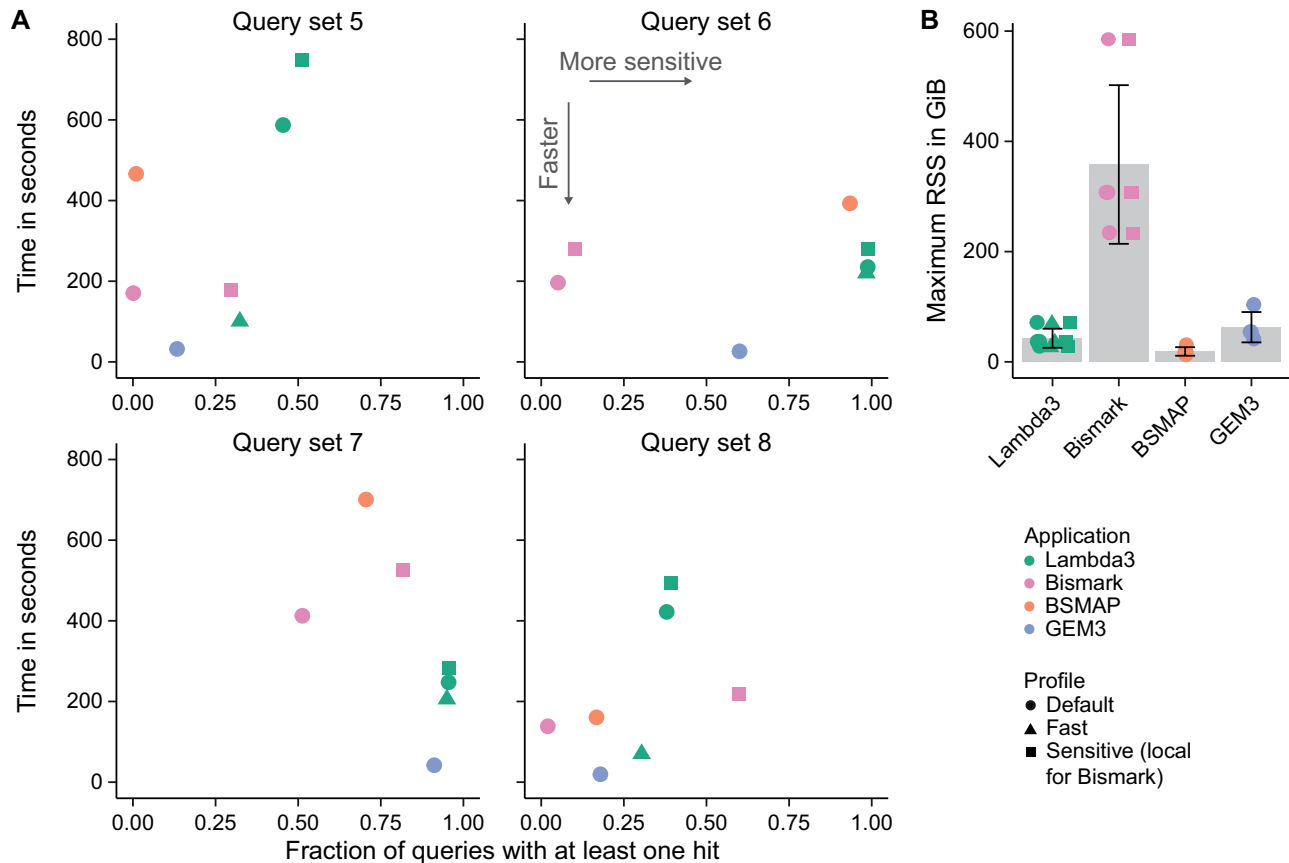 A
Query set 5
Query set 6
B
800
600
400
200
0
Time in seconds
More sensitive
Faster
0.00 0.25 0.50 0.75 1.00
0.00 0.25 0.50 0.75 1.00
600
400
200
0
Maximum RSS in GiB
Lambda3
Bismark
BSMAP
GEM3
Query set 7
Query set 8
800
600
400
200
0
Time in seconds
0.00 0.25 0.50 0.75 1.00
0.00 0.25 0.50 0.75 1.00
Fraction of queries with at least one hit
Application
Lambda3
Bismark
BSMAP
GEM3
Profile
Default
Fast
Sensitive (local
for Bismark)